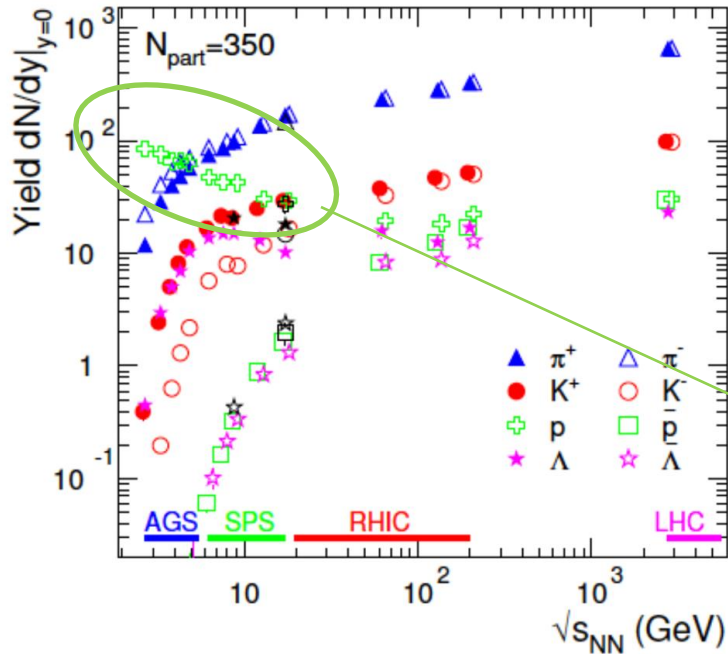 Yield dN/dy|y=0
N_part=350
10³
10²
10
1
10⁻¹
π⁺ π⁻
K⁺ K⁻
p p̄
Λ Λ̄
AGS SPS RHIC LHC
10 10² 10³
√s_NN (GeV)